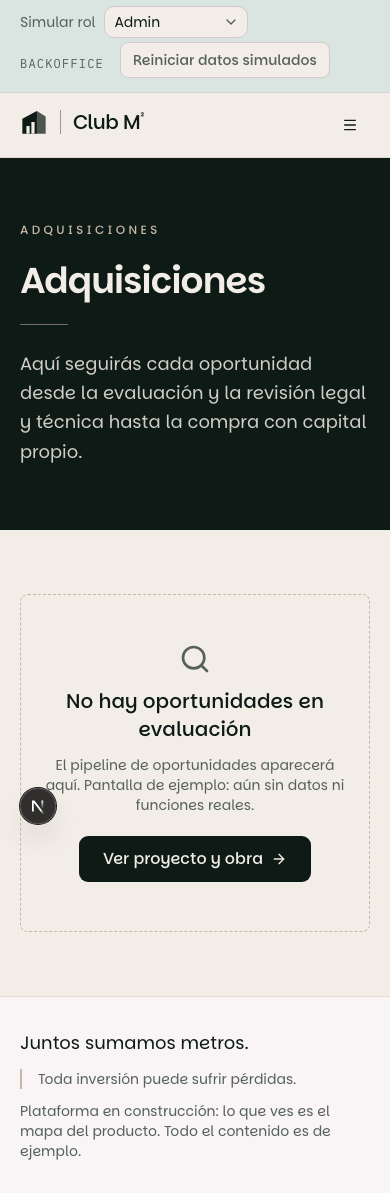 Simular rol Admin
BACKOFFICE Reiniciar datos simulados
Club M²
ADQUISICIONES
Adquisiciones
Aquí seguirás cada oportunidad
desde la evaluación y la revisión legal
y técnica hasta la compra con capital
propio.
No hay oportunidades en
evaluación
El pipeline de oportunidades aparecerá
aquí. Pantalla de ejemplo: aún sin datos ni
funciones reales.
N
Ver proyecto y obra →
Juntos sumamos metros.
Toda inversión puede sufrir pérdidas.
Plataforma en construcción: lo que ves es el
mapa del producto. Todo el contenido es de
ejemplo.